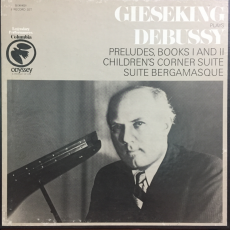 GIESEKING
PLAYS
DEBUSSY
PRELUDES, BOOKS I AND II
CHILDREN'S CORNER SUITE
SUITE BERGAMASQUE
Columbia
Odyssey